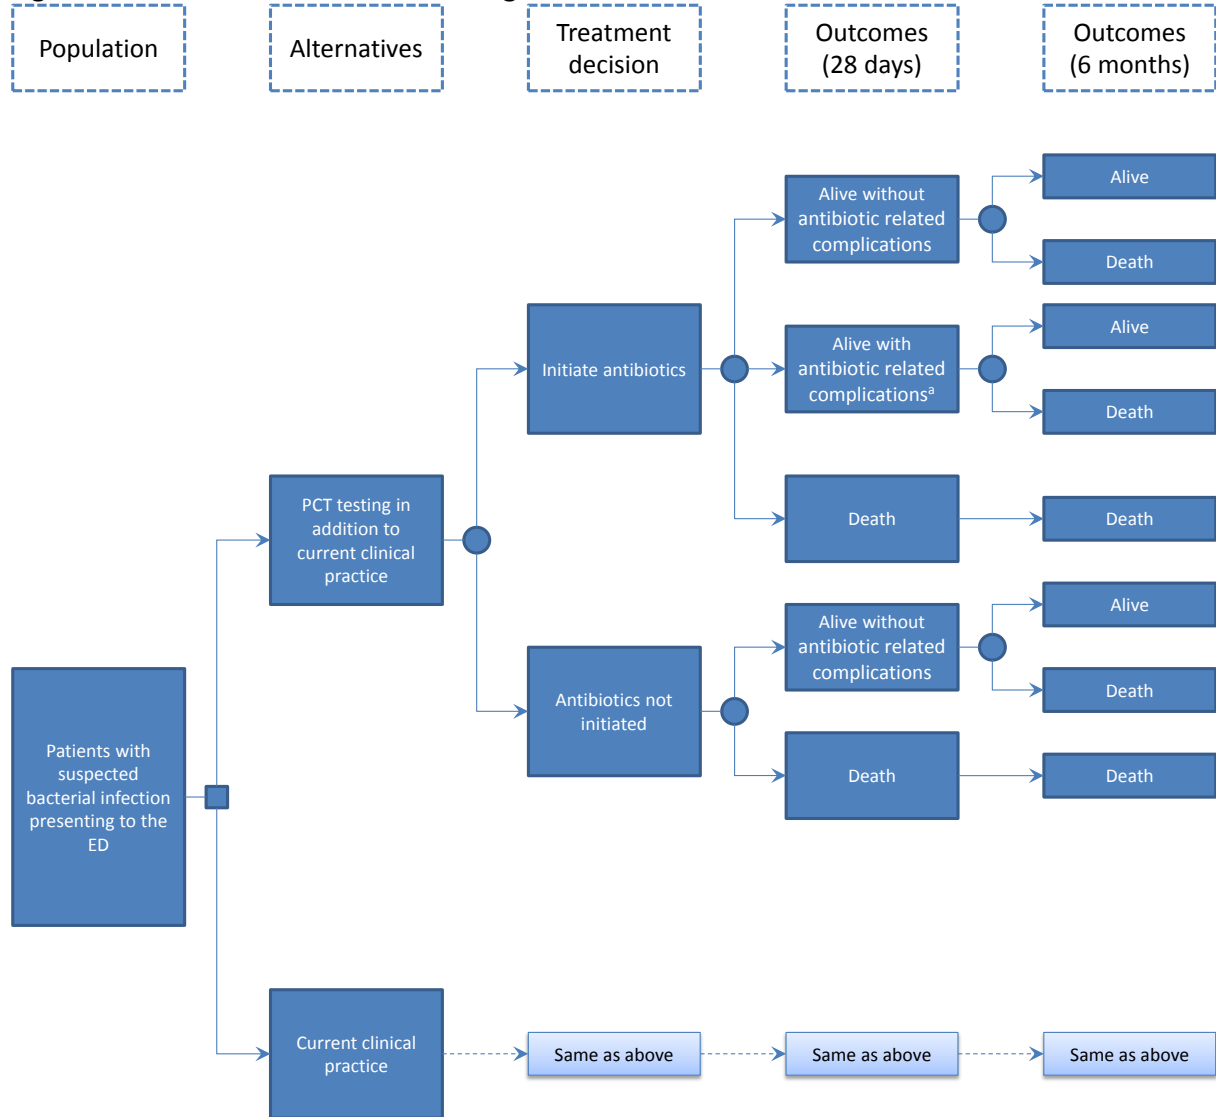 Population
Alternatives
Treatment
decision
Outcomes
(28 days)
Outcomes
(6 months)
Alive without
antibiotic related
complications
Alive
Death
Initiate antibiotics
Alive with
antibiotic related
complicationsᵃ
Alive
Death
PCT testing in
addition to
current clinical
practice
Death
Death
Antibiotics not
initiated
Alive without
antibiotic related
complications
Alive
Death
Death
Death
Patients with
suspected
bacterial infection
presenting to the
ED
Current clinical
practice
Same as above
Same as above
Same as above